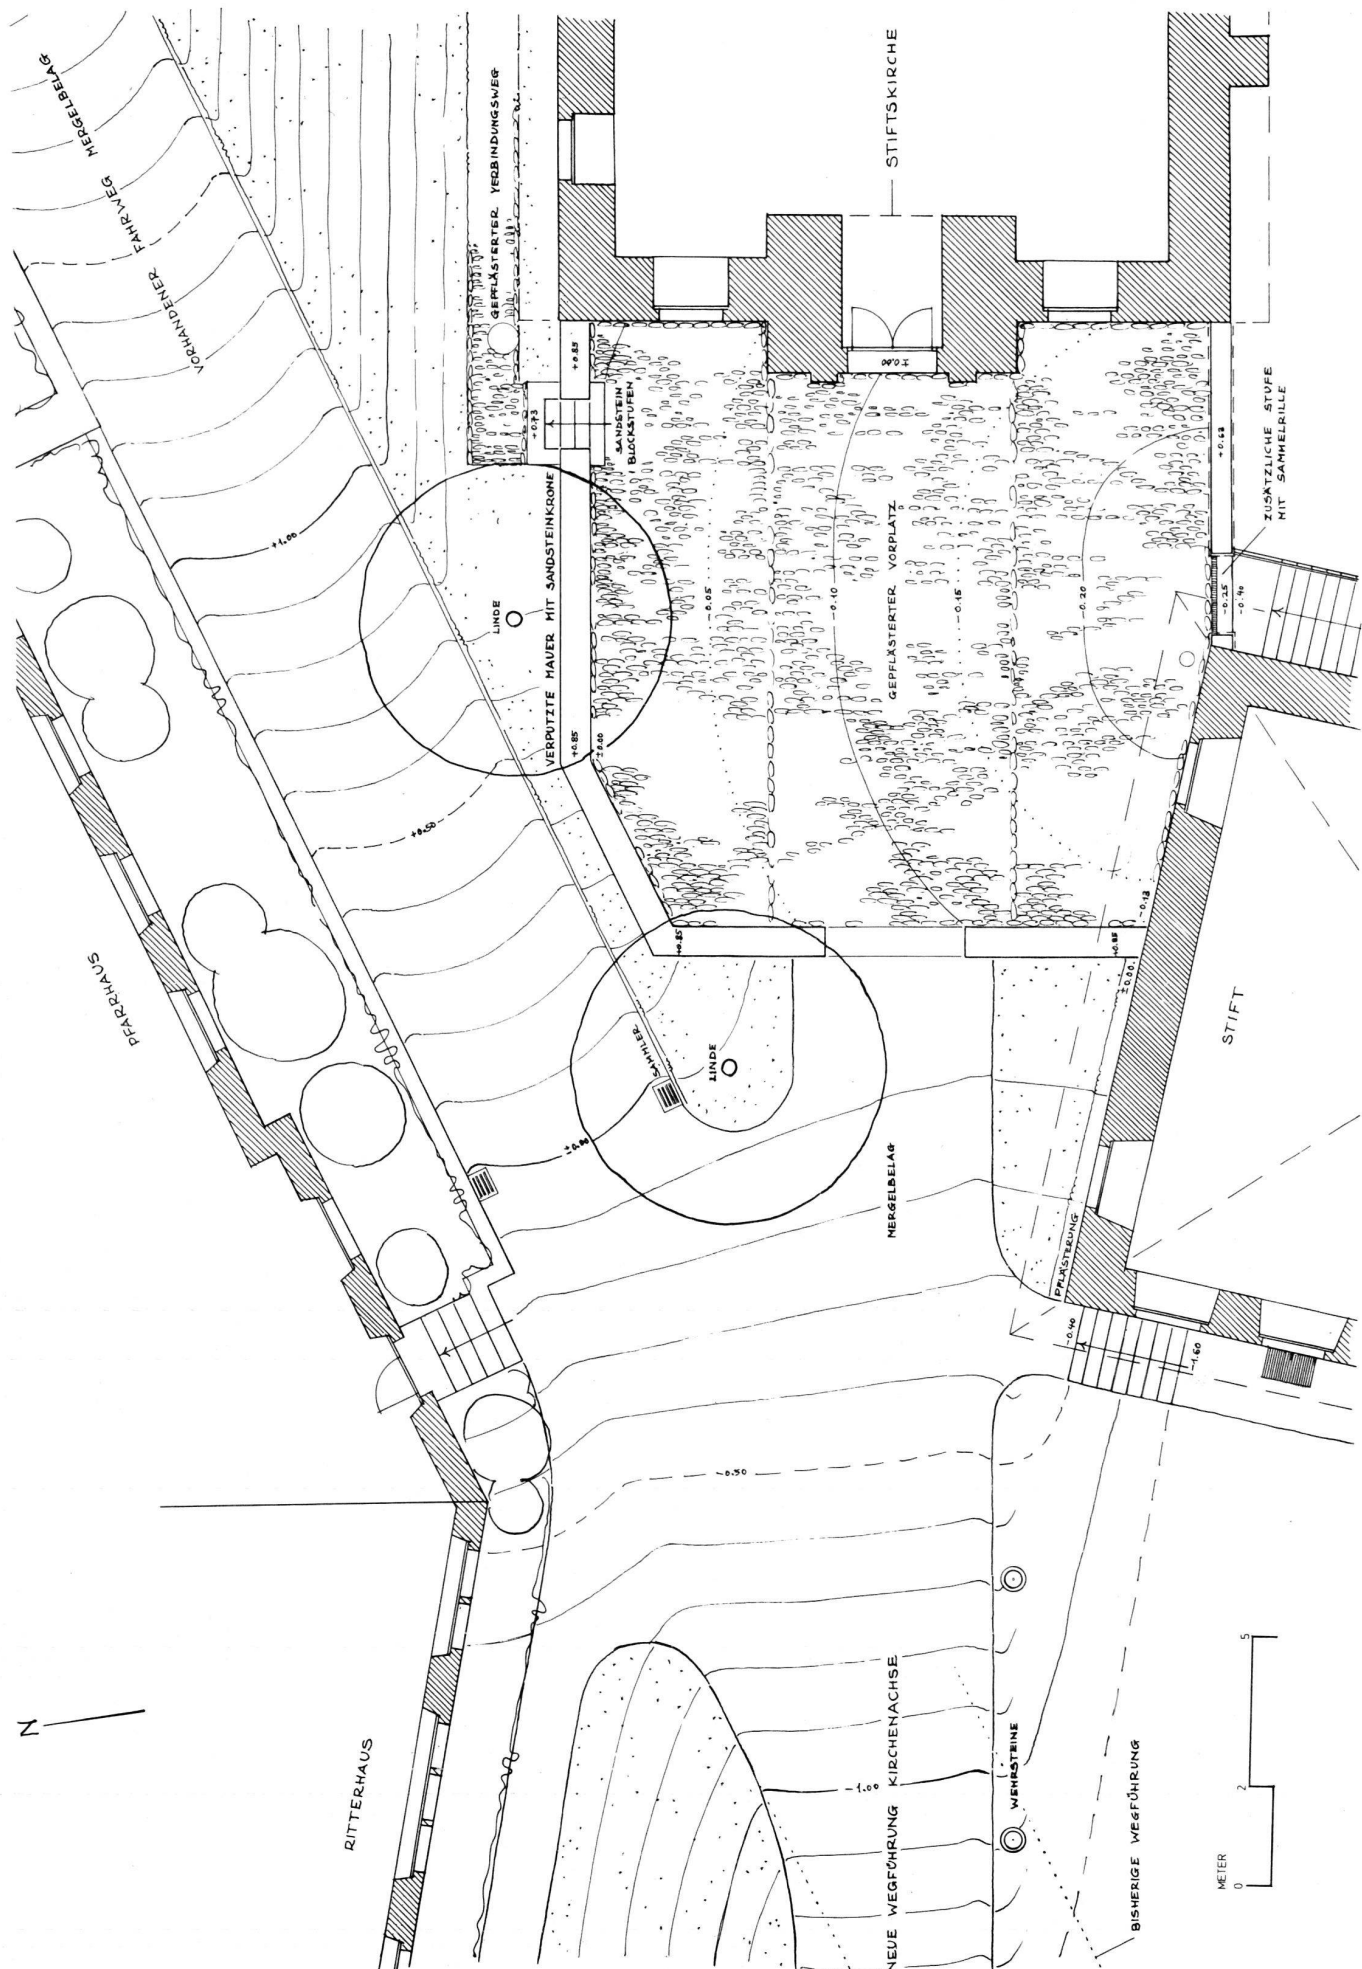 MERGELBELAG
FAHRWEG
VORHANDENER
GEPFLÄSTERTER VERBINDUNGSWEG
STIFTSKIRCHE
+0.85
±0.00
+0.73
SANDSTEIN
BLOCKSTUFEN
+0.62
ZUSÄTZLICHE STUFE
MIT SAMMELRILLE
+1.00
LINDE
VERPUTZTE MAUER MIT SANDSTEINKRONE
-0.05
-0.10
GEPFLÄSTERTER VORPLATZ
-0.15
-0.20
-0.25
-0.40
+0.85
±0.00
+0.50
PFARRHAUS
+0.85
+0.85
-0.13
±0.00
STIFT
SAMMLER
LINDE
±0.00
MERGELBELAG
PFLÄSTERUNG
-0.40
-1.60
-0.50
N
RITTERHAUS
-1.00
NEUE WEGFÜHRUNG KIRCHENACHSE
WEHRSTEINE
BISHERIGE WEGFÜHRUNG
METER
0 2 5